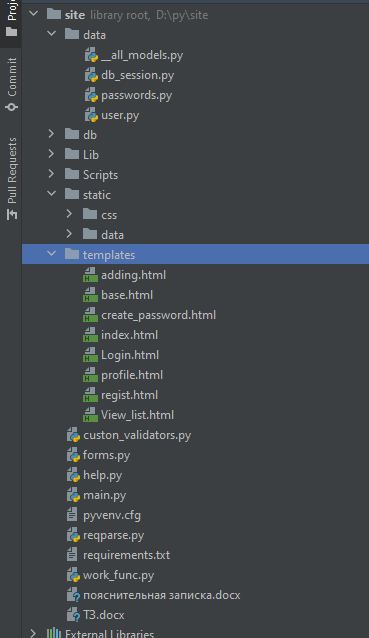 Proje
site library root, D:\py\site
data
__all_models.py
db_session.py
passwords.py
user.py
db
Lib
Scripts
static
css
data
templates
adding.html
base.html
create_password.html
index.html
Login.html
profile.html
regist.html
View_list.html
custon_validators.py
forms.py
help.py
main.py
pyvenv.cfg
reqparse.py
requirements.txt
work_func.py
пояснительная записка.docx
ТЗ.docx
External Libraries
Commit
Pull Requests